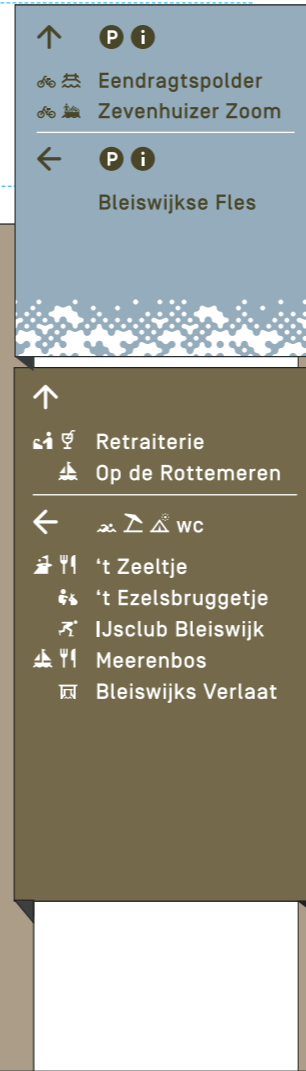 P i
Eendragtspolder
Zevenhuizer Zoom
P i
Bleiswijkse Fles
Retraiterie
Op de Rottemeren
wc
‘t Zeeltje
‘t Ezelsbruggetje
IJsclub Bleiswijk
Meerenbos
Bleiswijks Verlaat